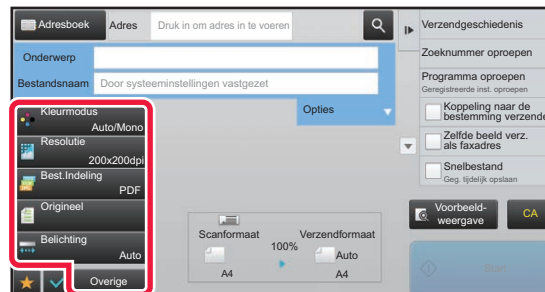 Adresboek
Adres
Druk in om adres in te voeren
Onderwerp
Bestandsnaam
Door systeeminstellingen vastgezet
Opties
Kleurmodus
Auto/Mono
Resolutie
200x200dpi
Best.Indeling
PDF
Origineel
Belichting
Auto
Overige
Scanformaat
A4
100%
Verzendformaat
Auto
A4
Verzendgeschiedenis
Zoeknummer oproepen
Programma oproepen
Geregistreerde inst. oproepen
Koppeling naar de
bestemming verzende
Zelfde beeld verz.
als faxadres
Snelbestand
Geg. tijdelijk opslaan
Voorbeeld-
weergave
CA
Start